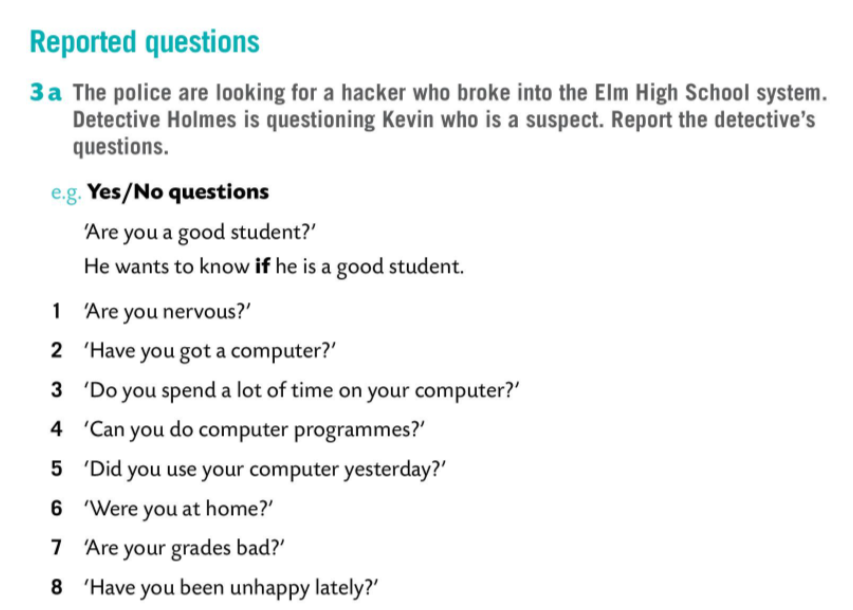 Reported questions
3 a The police are looking for a hacker who broke into the Elm High School system.
Detective Holmes is questioning Kevin who is a suspect. Report the detective's
questions.
e.g. Yes/No questions
'Are you a good student?'
He wants to know if he is a good student.
1 'Are you nervous?'
2 'Have you got a computer?'
3 'Do you spend a lot of time on your computer?'
4 'Can you do computer programmes?'
5 'Did you use your computer yesterday?'
6 'Were you at home?'
7 'Are your grades bad?'
8 'Have you been unhappy lately?'